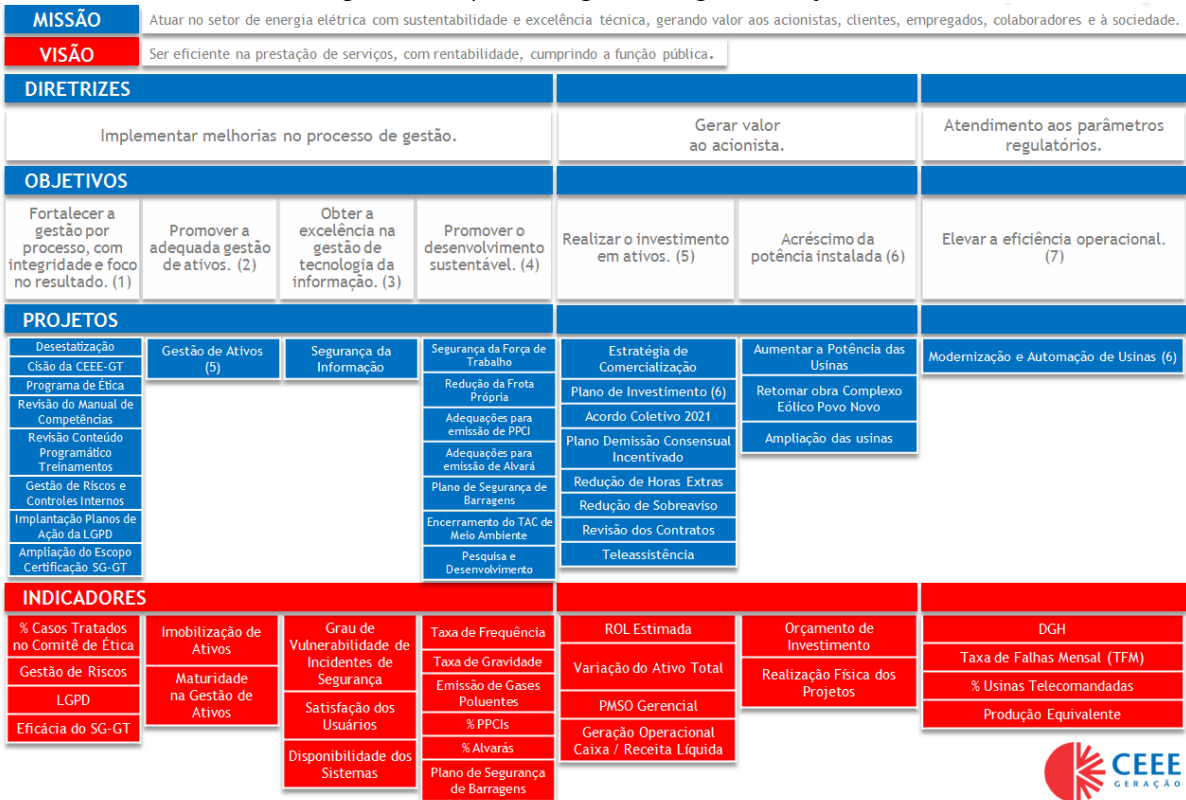 MISSÃO
Atuar no setor de energia elétrica com sustentabilidade e excelência técnica, gerando valor aos acionistas, clientes, empregados, colaboradores e à sociedade.
VISÃO
Ser eficiente na prestação de serviços, com rentabilidade, cumprindo a função pública.
DIRETRIZES
Implementar melhorias no processo de gestão.
Gerar valor
ao acionista.
Atendimento aos parâmetros
regulatórios.
OBJETIVOS
Fortalecer a
gestão por
processo, com
integridade e foco
no resultado. (1)
Promover a
adequada gestão
de ativos. (2)
Obter a
excelência na
gestão de
tecnologia da
informação. (3)
Promover o
desenvolvimento
sustentável. (4)
Realizar o investimento
em ativos. (5)
Acréscimo da
potência instalada (6)
Elevar a eficiência operacional.
(7)
PROJETOS
Desestatização
Cisão da CEEE-GT
Programa de Ética
Revisão do Manual de
Competências
Revisão Conteúdo
Programático
Treinamentos
Gestão de Riscos e
Controles Internos
Implantação Planos de
Ação da LGPD
Ampliação do Escopo
Certificação SG-GT
Gestão de Ativos
(5)
Segurança da
Informação
Segurança da Força de
Trabalho
Redução da Frota
Própria
Adequações para
emissão de PPCI
Adequações para
emissão de Alvará
Plano de Segurança de
Barragens
Encerramento do TAC de
Meio Ambiente
Pesquisa e
Desenvolvimento
Estratégia de
Comercialização
Plano de Investimento (6)
Acordo Coletivo 2021
Plano Demissão Consensual
Incentivado
Redução de Horas Extras
Redução de Sobreaviso
Revisão dos Contratos
Teleassistência
Aumentar a Potência das
Usinas
Retomar obra Complexo
Eólico Povo Novo
Ampliação das usinas
Modernização e Automação de Usinas (6)
INDICADORES
% Casos Tratados
no Comitê de Ética
Gestão de Riscos
LGPD
Eficácia do SG-GT
Imobilização de
Ativos
Maturidade
na Gestão de
Ativos
Grau de
Vulnerabilidade de
Incidentes de
Segurança
Satisfação dos
Usuários
Disponibilidade dos
Sistemas
Taxa de Frequência
Taxa de Gravidade
Emissão de Gases
Poluentes
% PPCIs
% Alvarás
Plano de Segurança
de Barragens
ROL Estimada
Variação do Ativo Total
PMSO Gerencial
Geração Operacional
Caixa / Receita Líquida
Orçamento de
Investimento
Realização Física dos
Projetos
DGH
Taxa de Falhas Mensal (TFM)
% Usinas Telecomandadas
Produção Equivalente
CEEE
GERAÇÃO